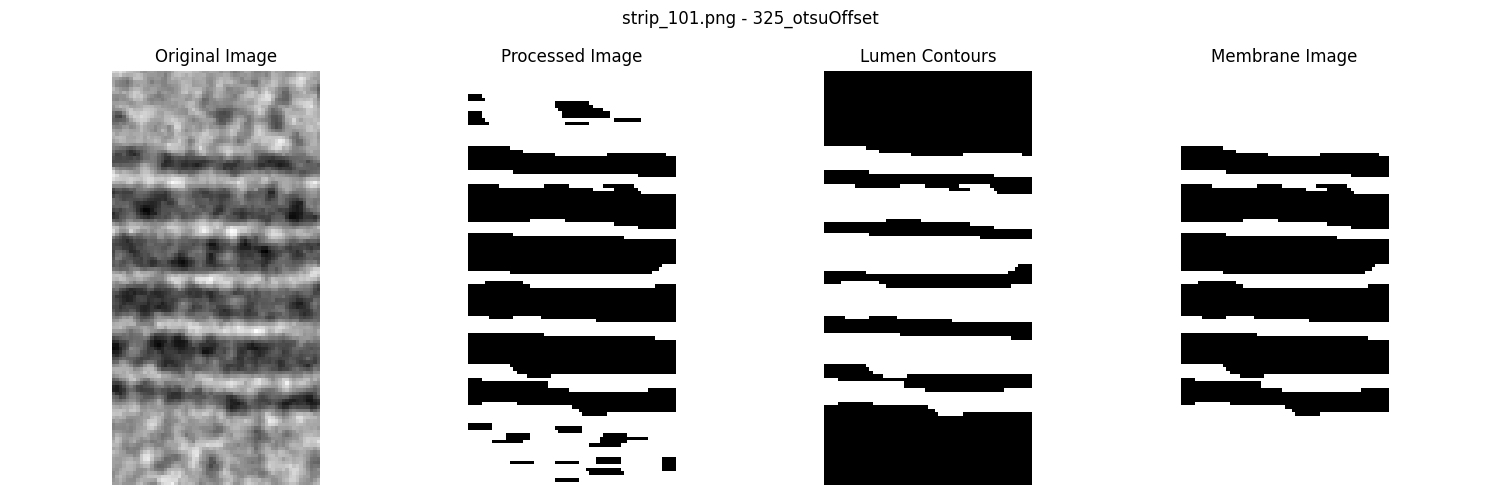 strip_101.png - 325_otsuOffset
Original Image
Processed Image
Lumen Contours
Membrane Image